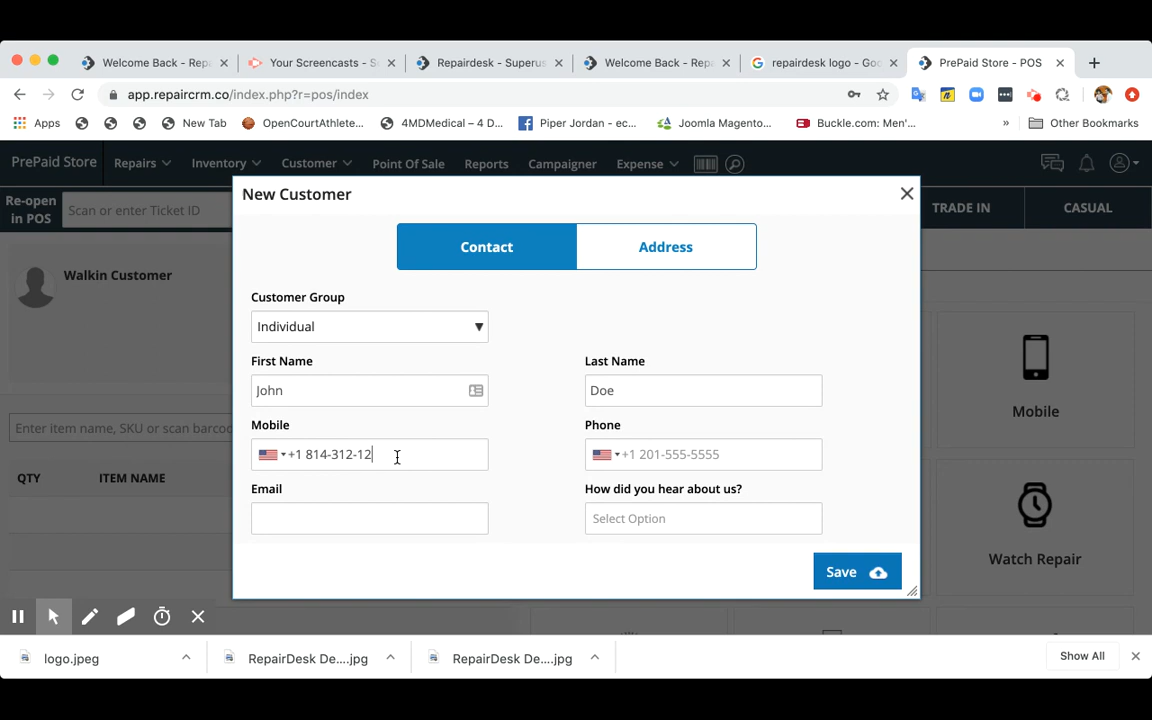 Welcome Back - Repa
Your Screencasts - S
Repairdesk - Superus
Welcome Back - Repa
repairdesk logo - Goo
PrePaid Store - POS
app.repaircrm.co/index.php?r=pos/index
Apps
New Tab
OpenCourtAthlete...
4MDMedical – 4 D...
Piper Jordan - ec...
Joomla Magento...
Buckle.com: Men'...
»
Other Bookmarks
PrePaid Store
Repairs
Inventory
Customer
Point Of Sale
Reports
Campaigner
Expense
Re-open in POS
Scan or enter Ticket ID
TRADE IN
CASUAL
New Customer
Contact
Address
Walkin Customer
Customer Group
Individual
First Name
Last Name
John
Doe
Mobile
Phone
+1 814-312-12
+1 201-555-5555
Email
How did you hear about us?
Select Option
Save
Enter item name, SKU or scan barcod
QTY
ITEM NAME
Mobile
Watch Repair
logo.jpeg
RepairDesk De....jpg
RepairDesk De....jpg
Show All